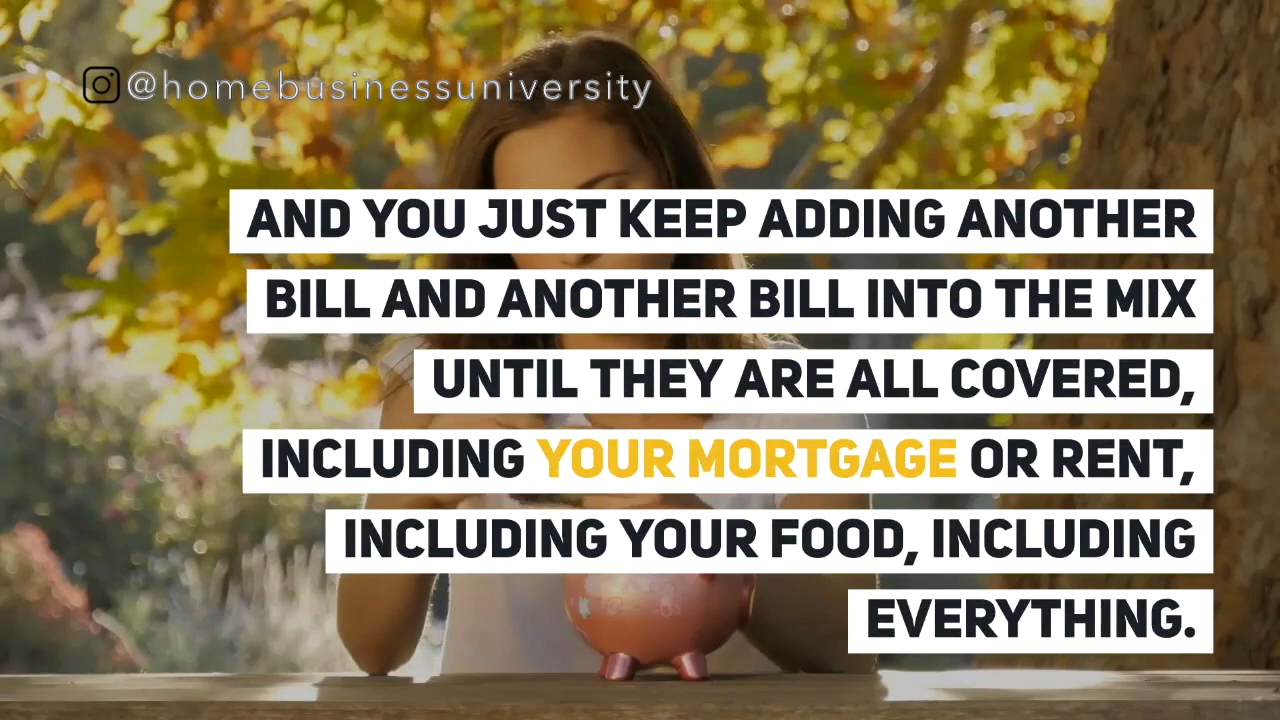 @homebusinessuniversity
AND YOU JUST KEEP ADDING ANOTHER
BILL AND ANOTHER BILL INTO THE MIX
UNTIL THEY ARE ALL COVERED,
INCLUDING YOUR MORTGAGE OR RENT,
INCLUDING YOUR FOOD, INCLUDING
EVERYTHING.